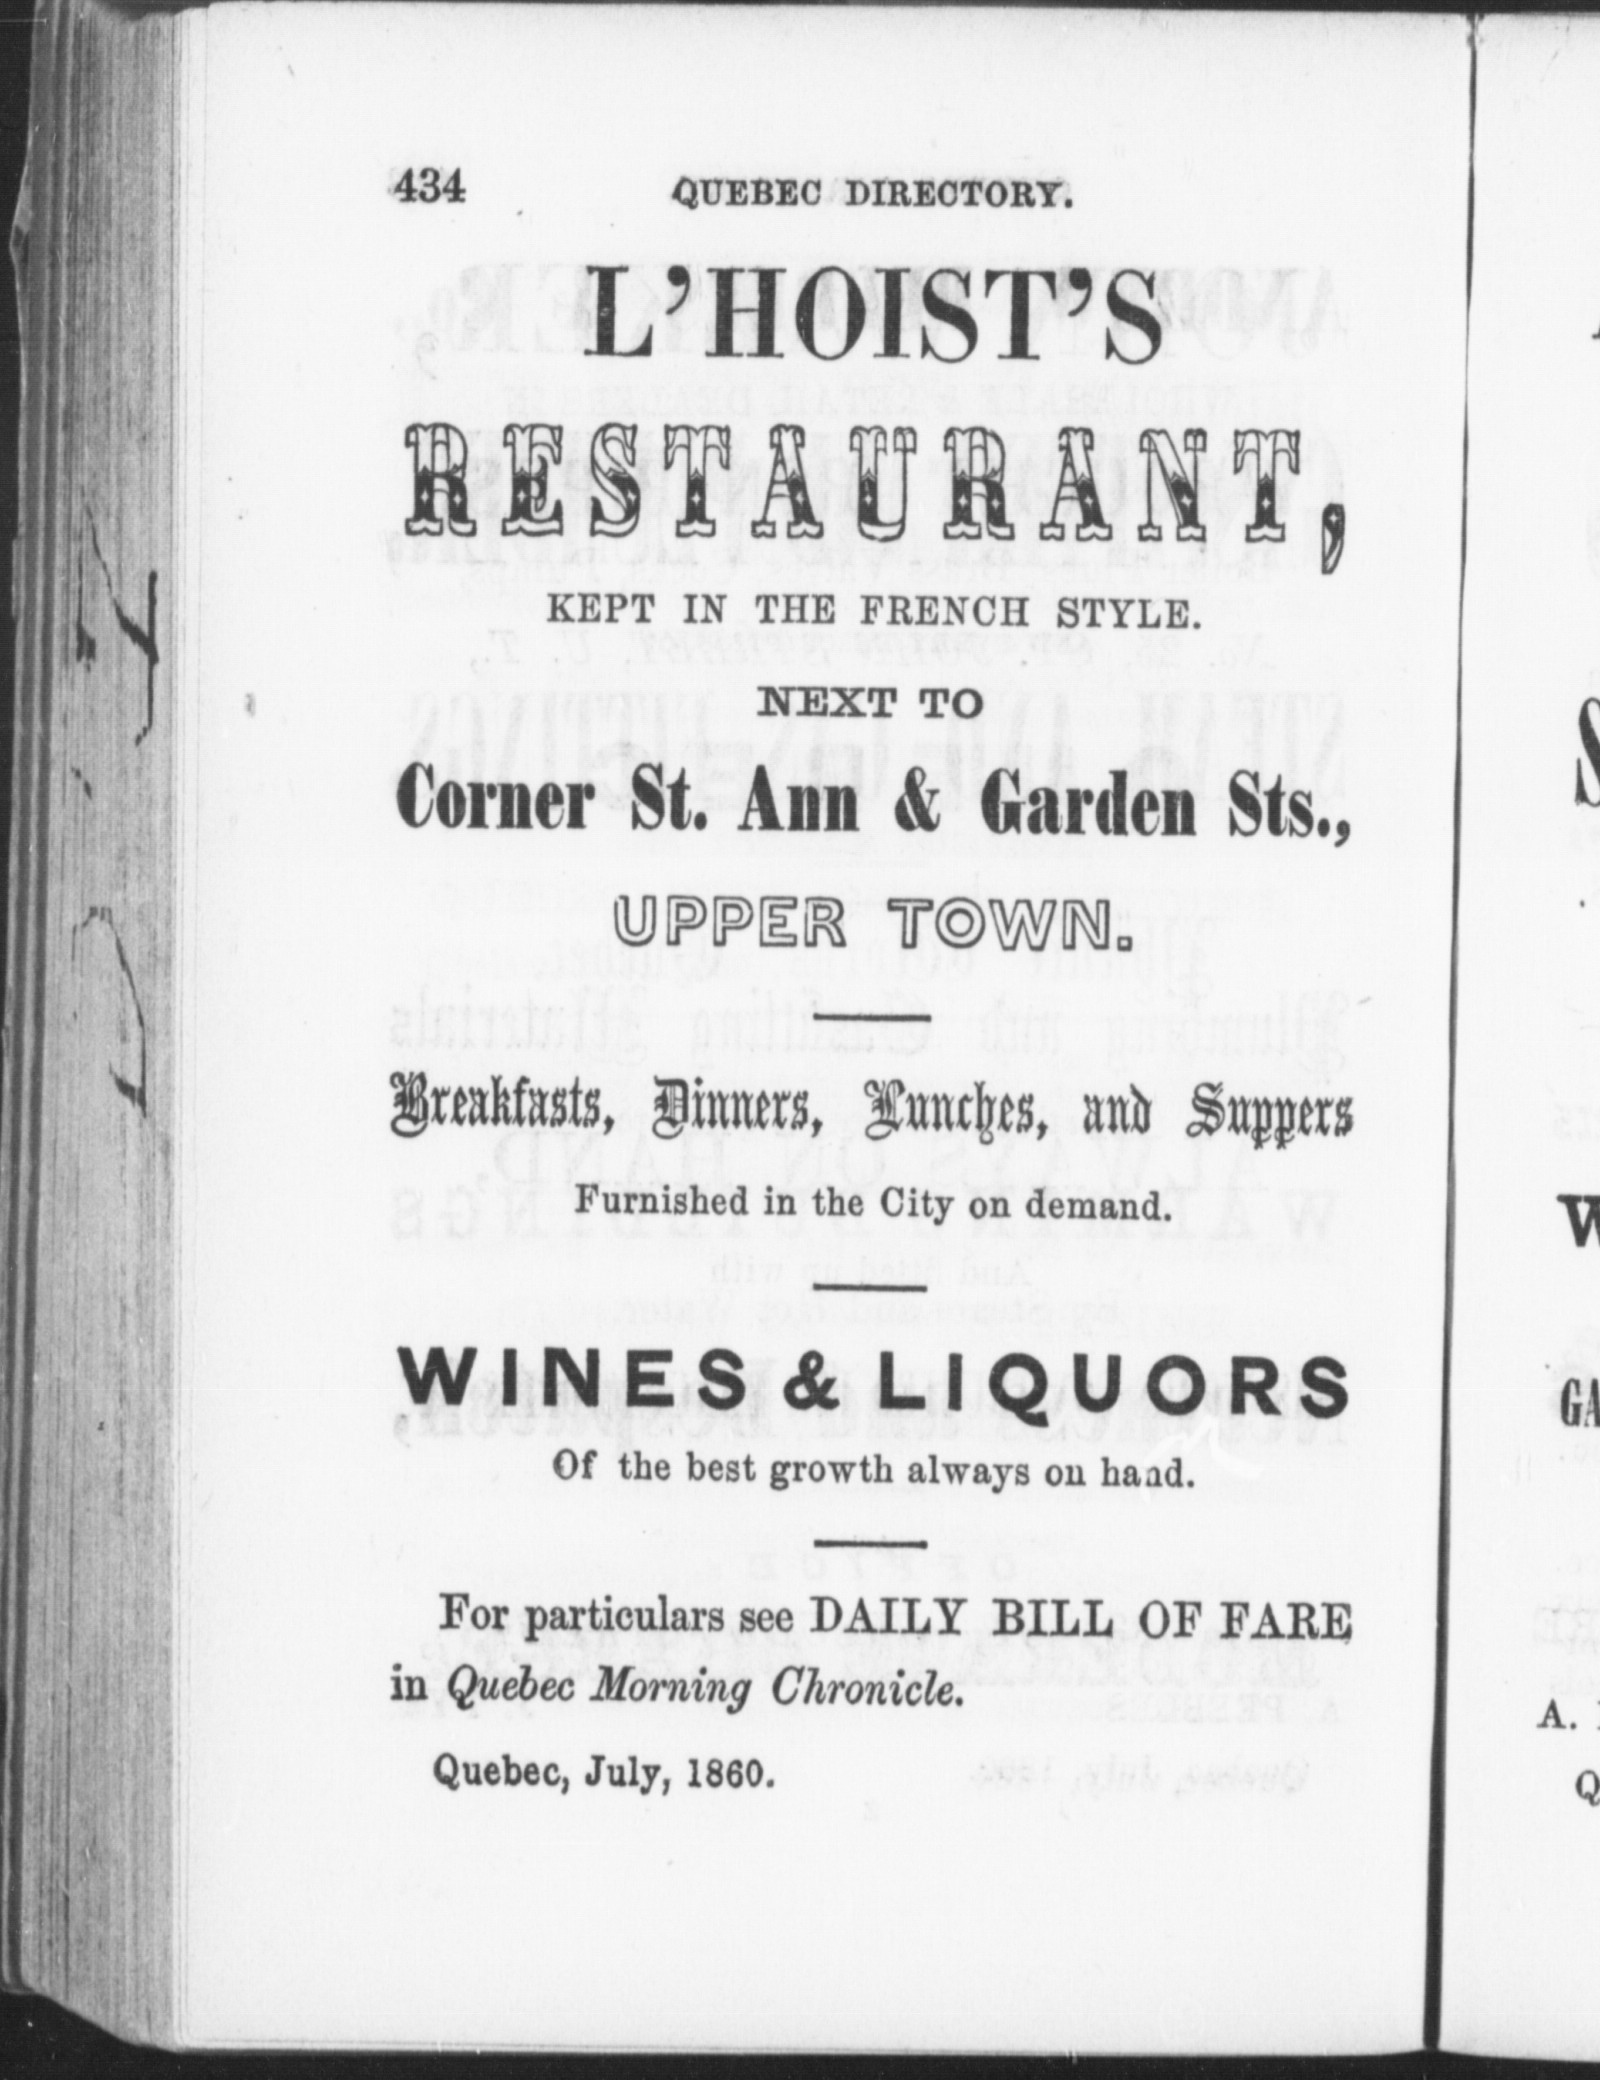 434 QUEBEC DIRECTORY.
L'HOIST'S
RESTAURANT,
KEPT IN THE FRENCH STYLE.
NEXT TO
Corner St. Ann & Garden Sts.,
UPPER TOWN.
Breakfasts, Dinners, Lunches, and Suppers
Furnished in the City on demand.
WINES & LIQUORS
Of the best growth always on hand.
For particulars see DAILY BILL OF FARE
in Quebec Morning Chronicle.
Quebec, July, 1860.